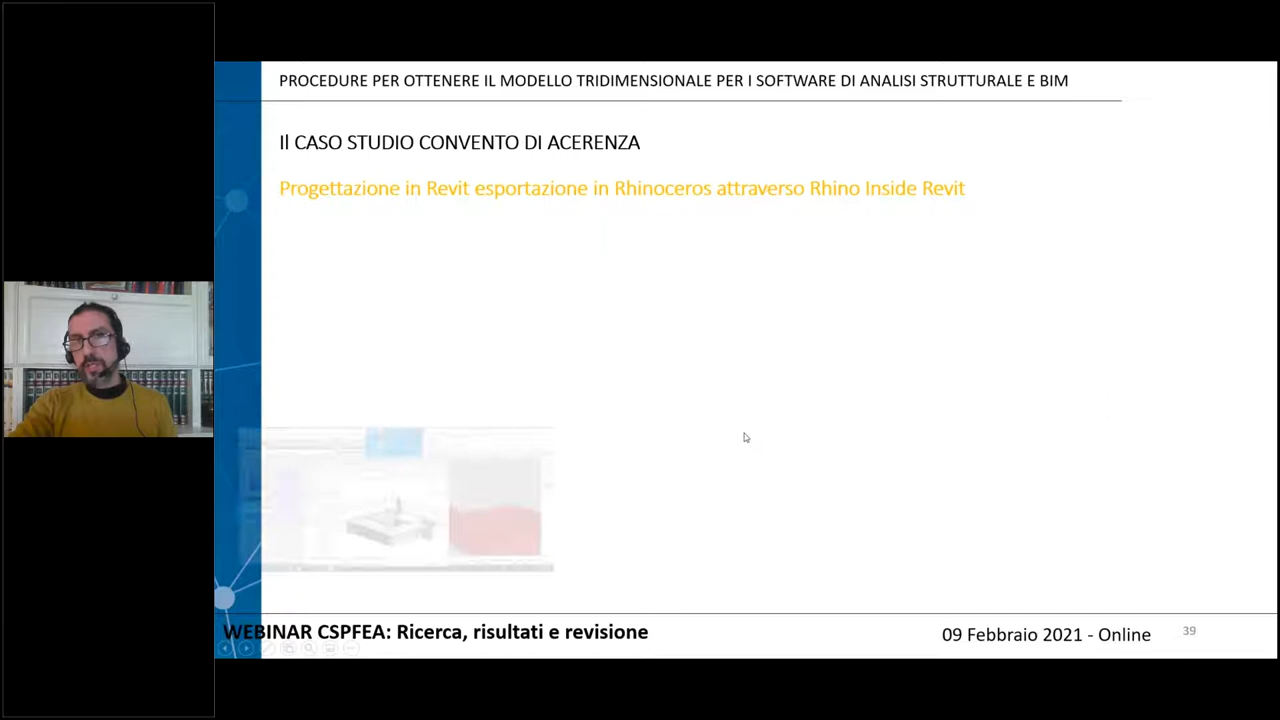 PROCEDURE PER OTTENERE IL MODELLO TRIDIMENSIONALE PER I SOFTWARE DI ANALISI STRUTTURALE E BIM
Il CASO STUDIO CONVENTO DI ACERENZA
Progettazione in Revit esportazione in Rhinoceros attraverso Rhino Inside Revit
WEBINAR CSPFEA: Ricerca, risultati e revisione
09 Febbraio 2021 - Online
39